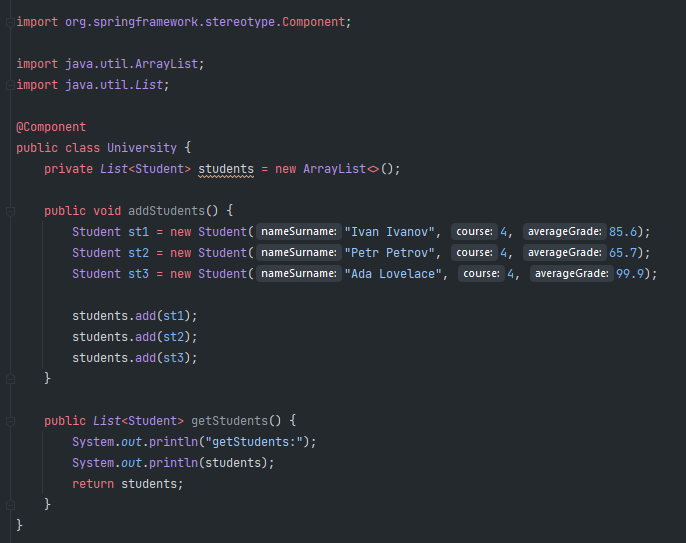 import org.springframework.stereotype.Component;
import java.util.ArrayList;
import java.util.List;
@Component
public class University {
private List<Student> students = new ArrayList<>();
public void addStudents() {
Student st1 = new Student( nameSurname: "Ivan Ivanov", course: 4, averageGrade: 85.6);
Student st2 = new Student( nameSurname: "Petr Petrov", course: 4, averageGrade: 65.7);
Student st3 = new Student( nameSurname: "Ada Lovelace", course: 4, averageGrade: 99.9);
students.add(st1);
students.add(st2);
students.add(st3);
}
public List<Student> getStudents() {
System.out.println("getStudents:");
System.out.println(students);
return students;
}
}